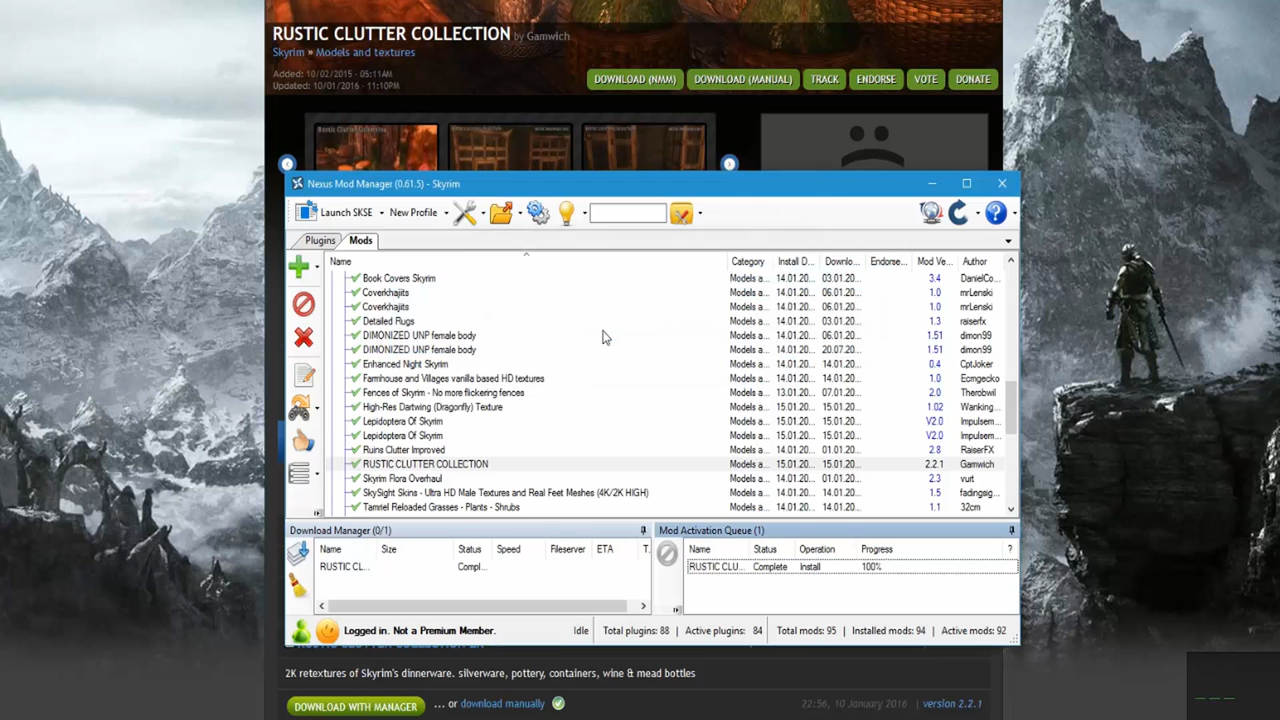 RUSTIC CLUTTER COLLECTION by Gamwich
Skyrim » Models and textures
Added: 10/02/2015 - 05:11AM
Updated: 10/01/2016 - 11:10PM
DOWNLOAD (NMM) DOWNLOAD (MANUAL) TRACK ENDORSE VOTE DONATE
Nexus Mod Manager (0.61.5) - Skyrim
Launch SKSE New Profile
Plugins Mods
Name Category Install D... Downlo... Endorse... Mod Ve... Author
Book Covers Skyrim Models a... 14.01.20... 03.01.20... 3.4 DanielCo...
Coverkhajiits Models a... 14.01.20... 06.01.20... 1.0 mrLenski
Coverkhajiits Models a... 14.01.20... 06.01.20... 1.0 mrLenski
Detailed Rugs Models a... 14.01.20... 03.01.20... 1.3 raiserfx
DIMONIZED UNP female body Models a... 14.01.20... 06.01.20... 1.51 dimon99
DIMONIZED UNP female body Models a... 14.01.20... 20.07.20... 1.51 dimon99
Enhanced Night Skyrim Models a... 14.01.20... 14.01.20... 0.4 CptJoker
Farmhouse and Villages vanilla based HD textures Models a... 14.01.20... 14.01.20... 1.0 Ecmgecko
Fences of Skyrim - No more flickering fences Models a... 13.01.20... 07.01.20... 2.0 Therobwil
High-Res Dartwing (Dragonfly) Texture Models a... 15.01.20... 15.01.20... 1.02 Wanking...
Lepidoptera Of Skyrim Models a... 15.01.20... 15.01.20... V2.0 Impulsem...
Lepidoptera Of Skyrim Models a... 15.01.20... 15.01.20... V2.0 Impulsem...
Ruins Clutter Improved Models a... 14.01.20... 01.01.20... 2.8 RaiserFX
RUSTIC CLUTTER COLLECTION Models a... 15.01.20... 15.01.20... 2.2.1 Gamwich
Skyrim Flora Overhaul Models a... 14.01.20... 01.01.20... 2.3 vurt
SkySight Skins - Ultra HD Male Textures and Real Feet Meshes (4K/2K HIGH) Models a... 14.01.20... 14.01.20... 1.5 fadingsig...
Tamriel Reloaded Grasses - Plants - Shrubs Models a... 14.01.20... 14.01.20... 1.1 32cm
Download Manager (0/1) Mod Activation Queue (1)
Name Size Status Speed Fileserver ETA T. Name Status Operation Progress ?
RUSTIC CL... Compl... RUSTIC CLU... Complete Install 100%
Logged in. Not a Premium Member. Idle Total plugins: 88 | Active plugins: 84 Total mods: 95 | Installed mods: 94 | Active mods: 92
2K retextures of Skyrim's dinnerware. silverware, pottery, containers, wine & mead bottles
DOWNLOAD WITH MANAGER ... or download manually 22:56, 10 January 2016 | version 2.2.1